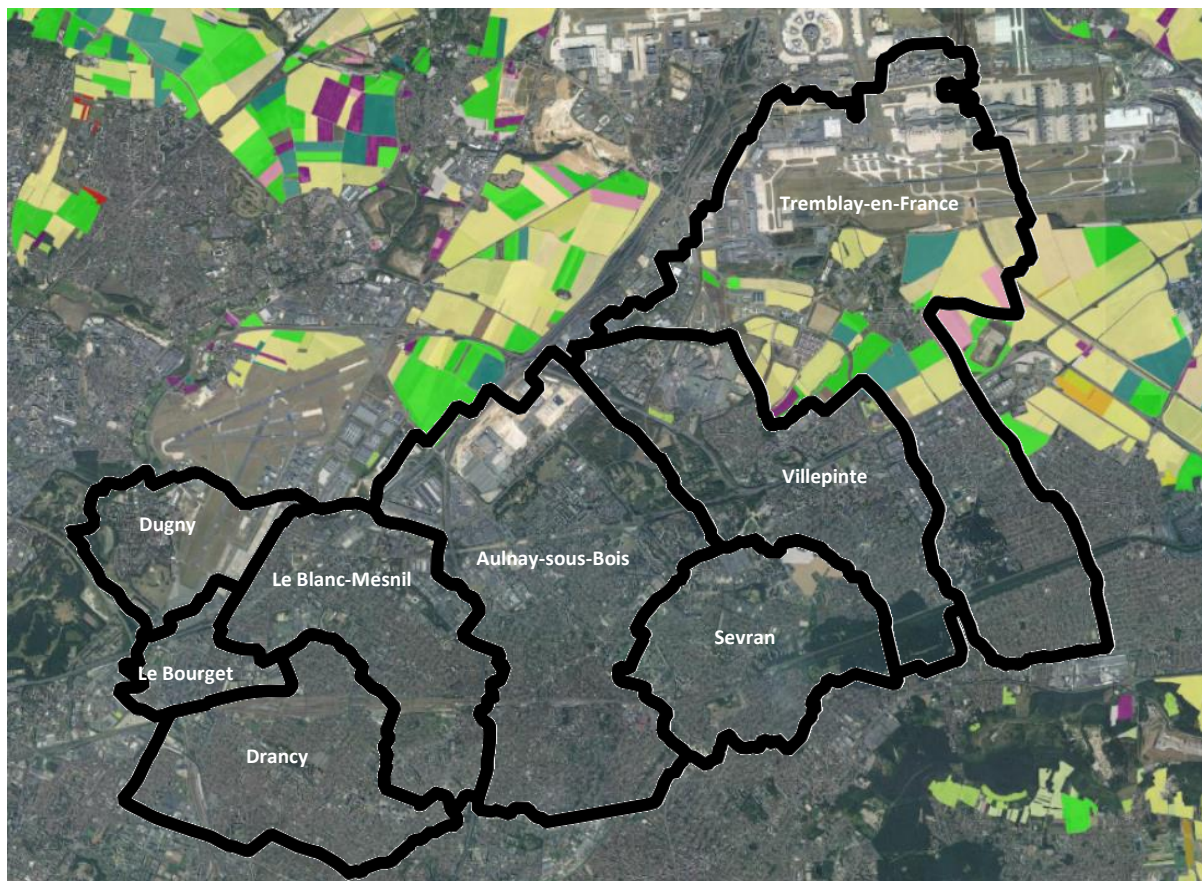 Tremblay-en-France
Villepinte
Dugny
Aulnay-sous-Bois
Le Blanc-Mesnil
Sevran
Le Bourget
Drancy